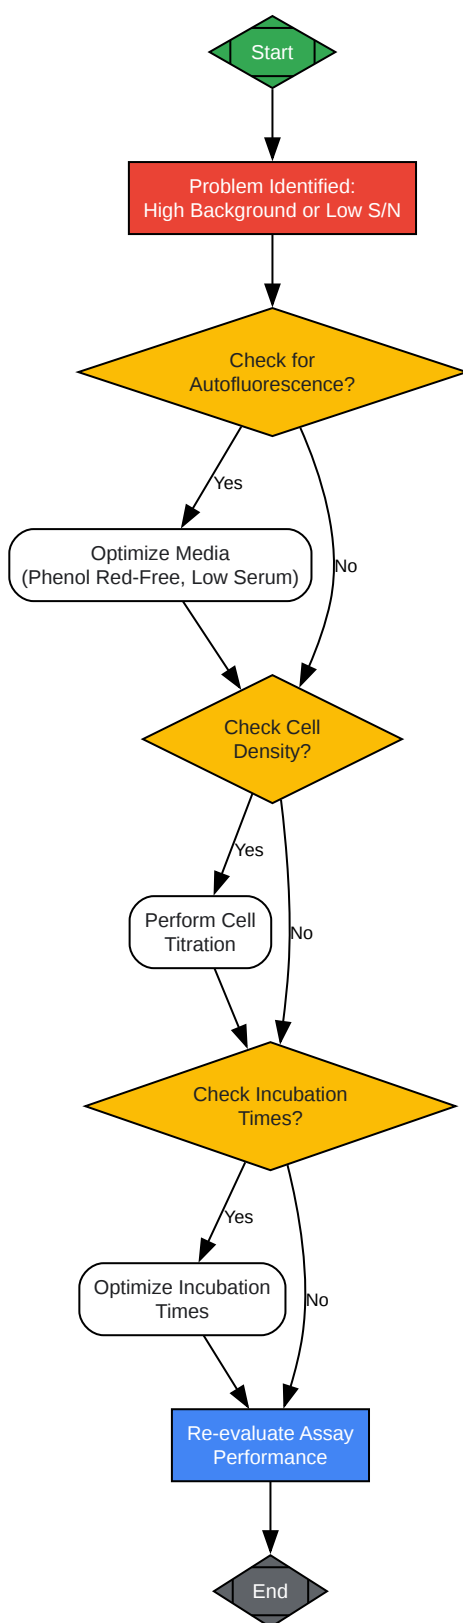 Start
Problem Identified:
High Background or Low S/N
Check for
Autofluorescence?
Yes
Optimize Media
(Phenol Red-Free, Low Serum)
No
Check Cell
Density?
Yes
Perform Cell
Titration
No
Check Incubation
Times?
Yes
Optimize Incubation
Times
No
Re-evaluate Assay
Performance
End